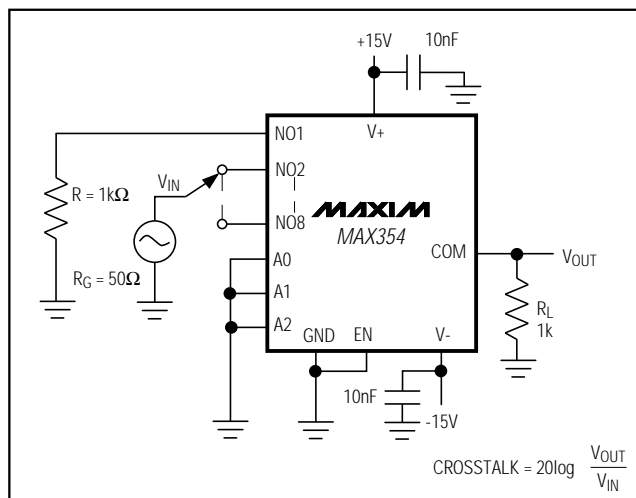 +15V
10nF
NO1
V+
VIN
NO2
R = 1kΩ
MAXIM
NO8
MAX354
COM
VOUT
A0
RG = 50Ω
A1
RL
1k
A2
GND
EN
V-
10nF
-15V
CROSSTALK = 20log VOUT
VIN